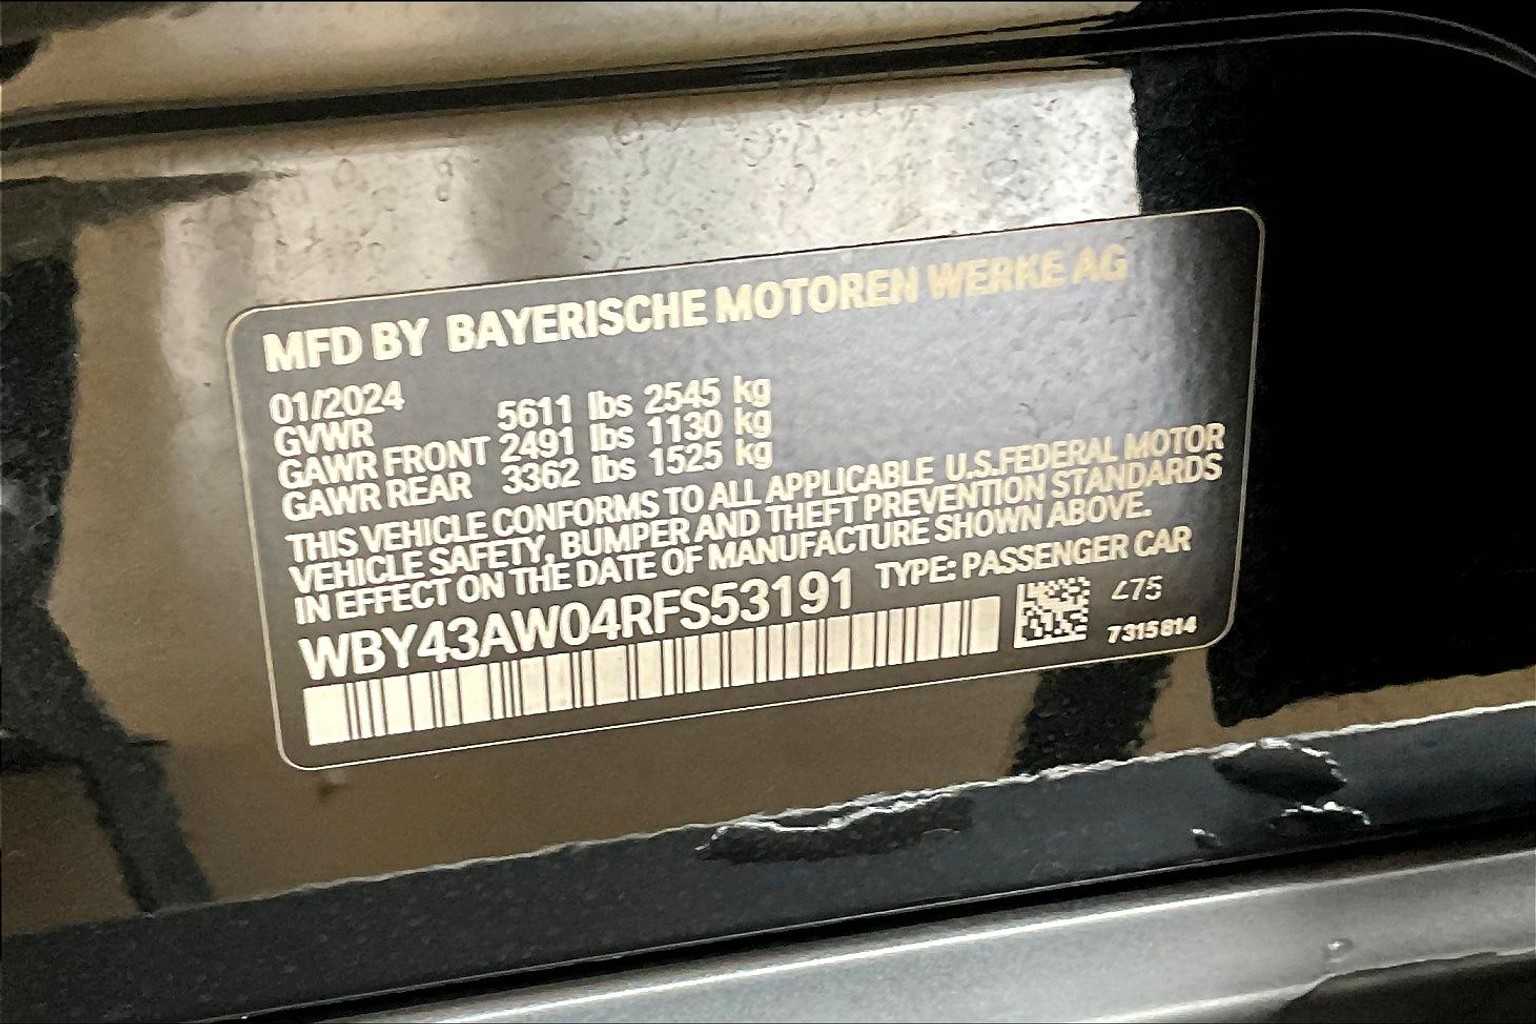 MFD BY BAYERISCHE MOTOREN WERKE AG
01/2024
GVWR 5611 lbs 2545 kg
GAWR FRONT 2491 lbs 1130 kg
GAWR REAR 3362 lbs 1525 kg
THIS VEHICLE CONFORMS TO ALL APPLICABLE U.S.FEDERAL MOTOR
VEHICLE SAFETY, BUMPER AND THEFT PREVENTION STANDARDS
IN EFFECT ON THE DATE OF MANUFACTURE SHOWN ABOVE.
WBY43AW04RFS53191 TYPE: PASSENGER CAR
475
7315814